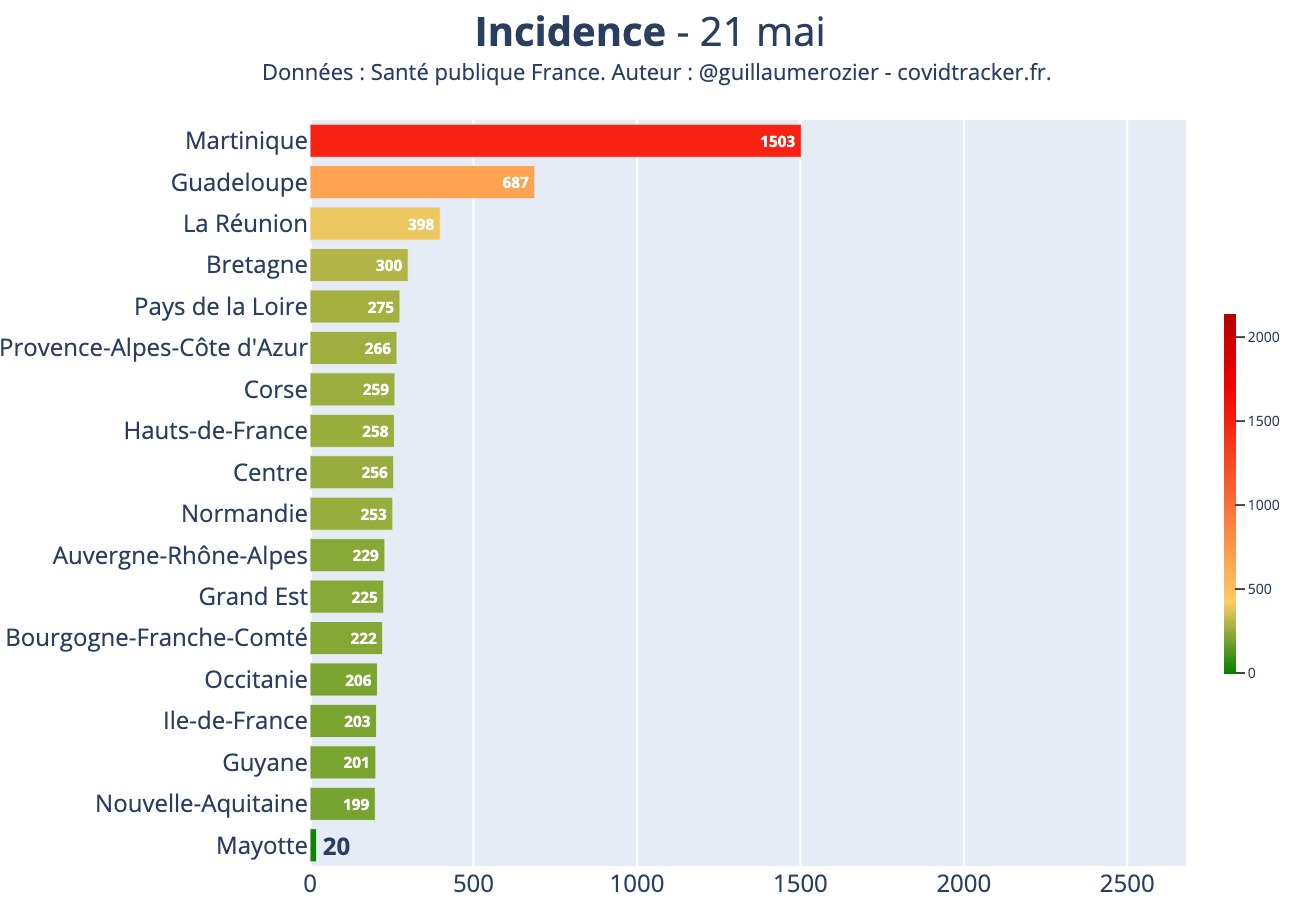 Incidence - 21 mai
Données : Santé publique France. Auteur : @guillaumerozier - covidtracker.fr.
Martinique 1503
Guadeloupe 687
La Réunion 398
Bretagne 300
Pays de la Loire 275
Provence-Alpes-Côte d'Azur 266
Corse 259
Hauts-de-France 258
Centre 256
Normandie 253
Auvergne-Rhône-Alpes 229
Grand Est 225
Bourgogne-Franche-Comté 222
Occitanie 206
Ile-de-France 203
Guyane 201
Nouvelle-Aquitaine 199
Mayotte 20
0 500 1000 1500 2000 2500
2000
1500
1000
500
0